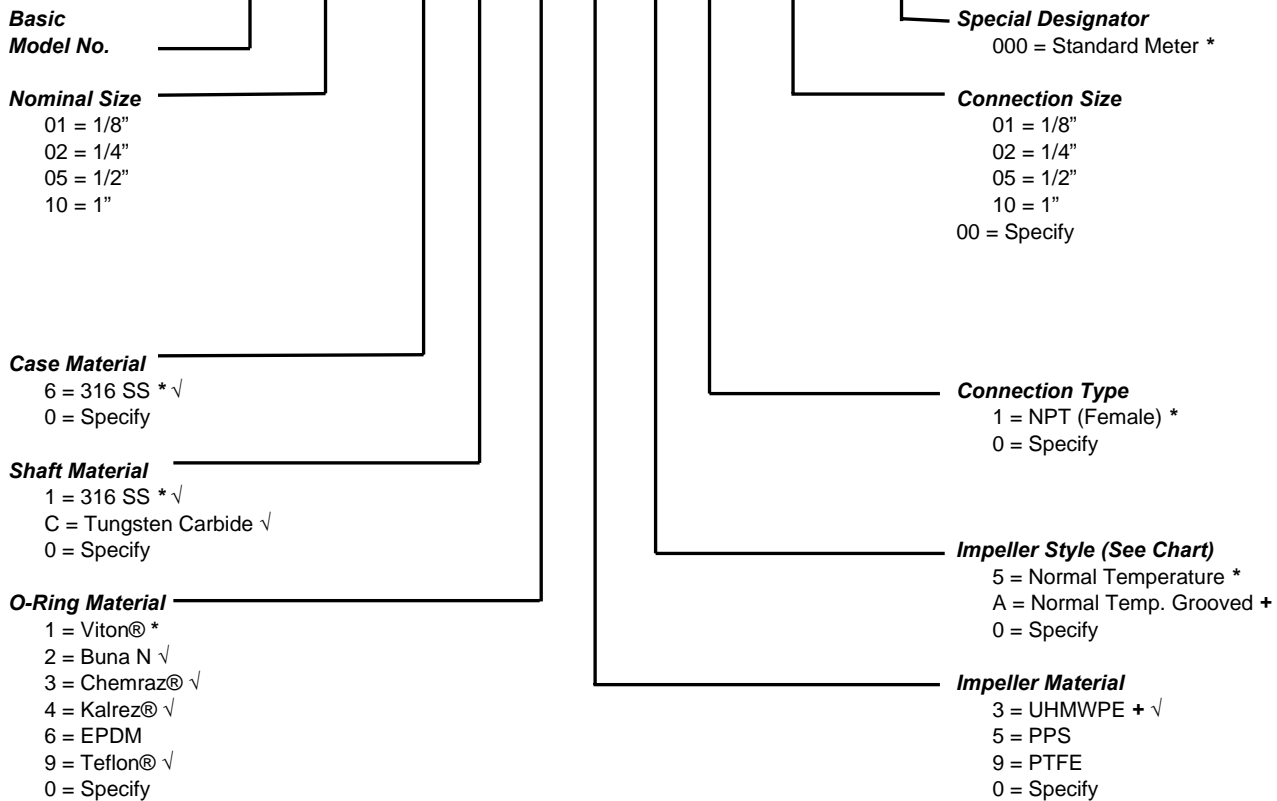 Basic
Model No.
Nominal Size
01 = 1/8”
02 = 1/4”
05 = 1/2”
10 = 1”
Case Material
6 = 316 SS * √
0 = Specify
Shaft Material
1 = 316 SS * √
C = Tungsten Carbide √
0 = Specify
O-Ring Material
1 = Viton® *
2 = Buna N √
3 = Chemraz® √
4 = Kalrez® √
6 = EPDM
9 = Teflon® √
0 = Specify
Special Designator
000 = Standard Meter *
Connection Size
01 = 1/8”
02 = 1/4”
05 = 1/2”
10 = 1”
00 = Specify
Connection Type
1 = NPT (Female) *
0 = Specify
Impeller Style (See Chart)
5 = Normal Temperature *
A = Normal Temp. Grooved +
0 = Specify
Impeller Material
3 = UHMWPE + √
5 = PPS
9 = PTFE
0 = Specify